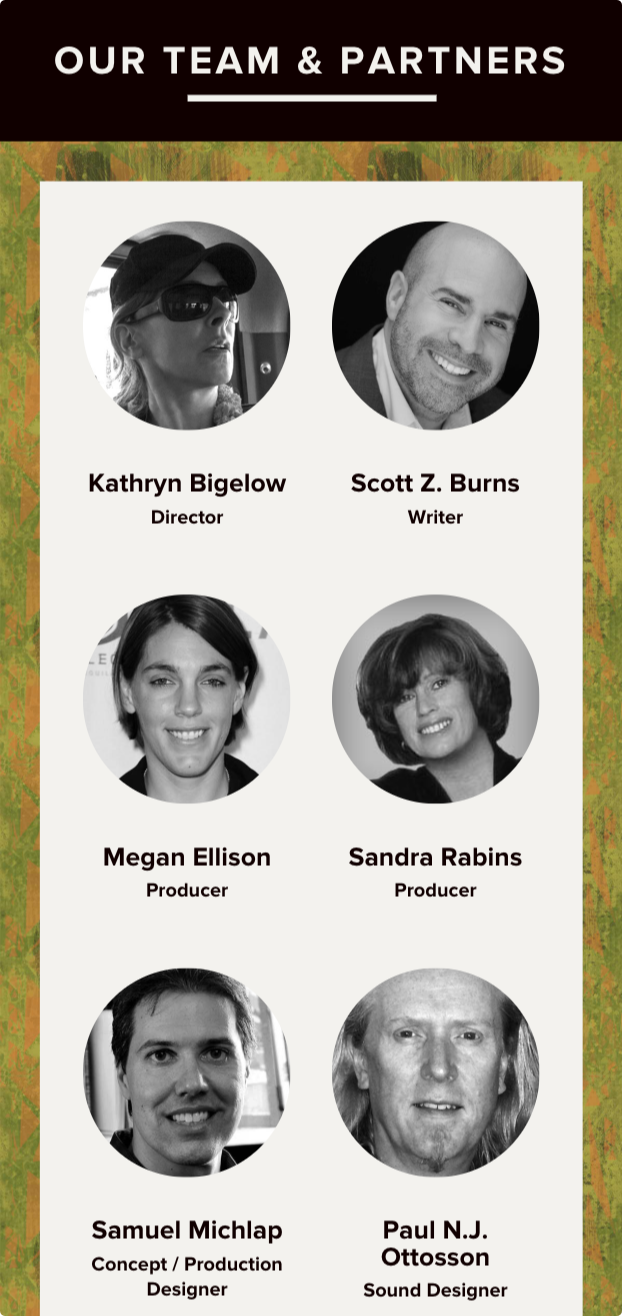 OUR TEAM & PARTNERS
Kathryn Bigelow
Director
Scott Z. Burns
Writer
Megan Ellison
Producer
Sandra Rabins
Producer
Samuel Michlap
Concept / Production
Designer
Paul N.J.
Ottosson
Sound Designer